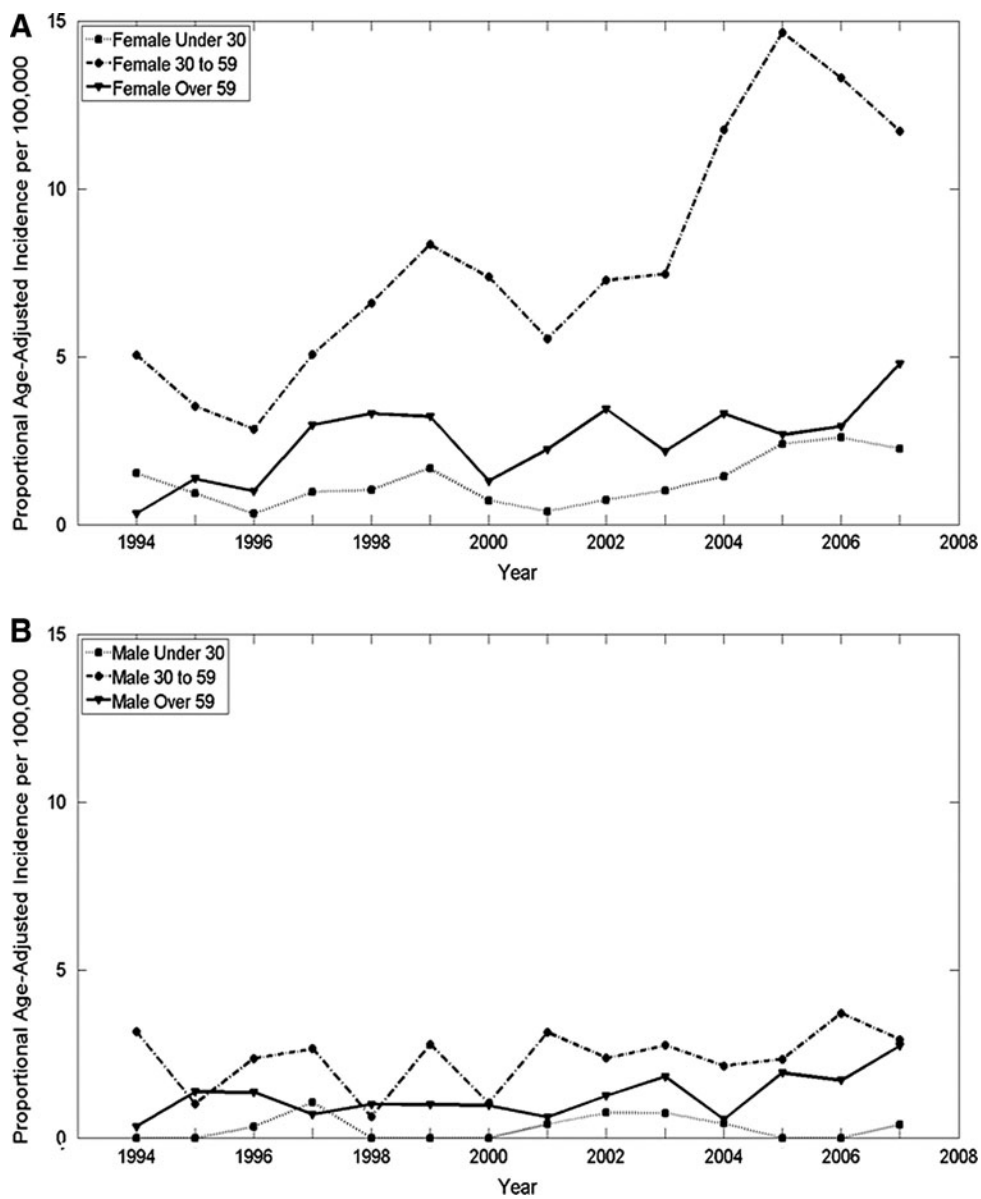 A
Proportional Age-Adjusted Incidence per 100,000
15
10
5
0
Female Under 30
Female 30 to 59
Female Over 59
1994 1996 1998 2000 2002 2004 2006 2008
Year
B
Proportional Age-Adjusted Incidence per 100,000
15
10
5
0
Male Under 30
Male 30 to 59
Male Over 59
1994 1996 1998 2000 2002 2004 2006 2008
Year